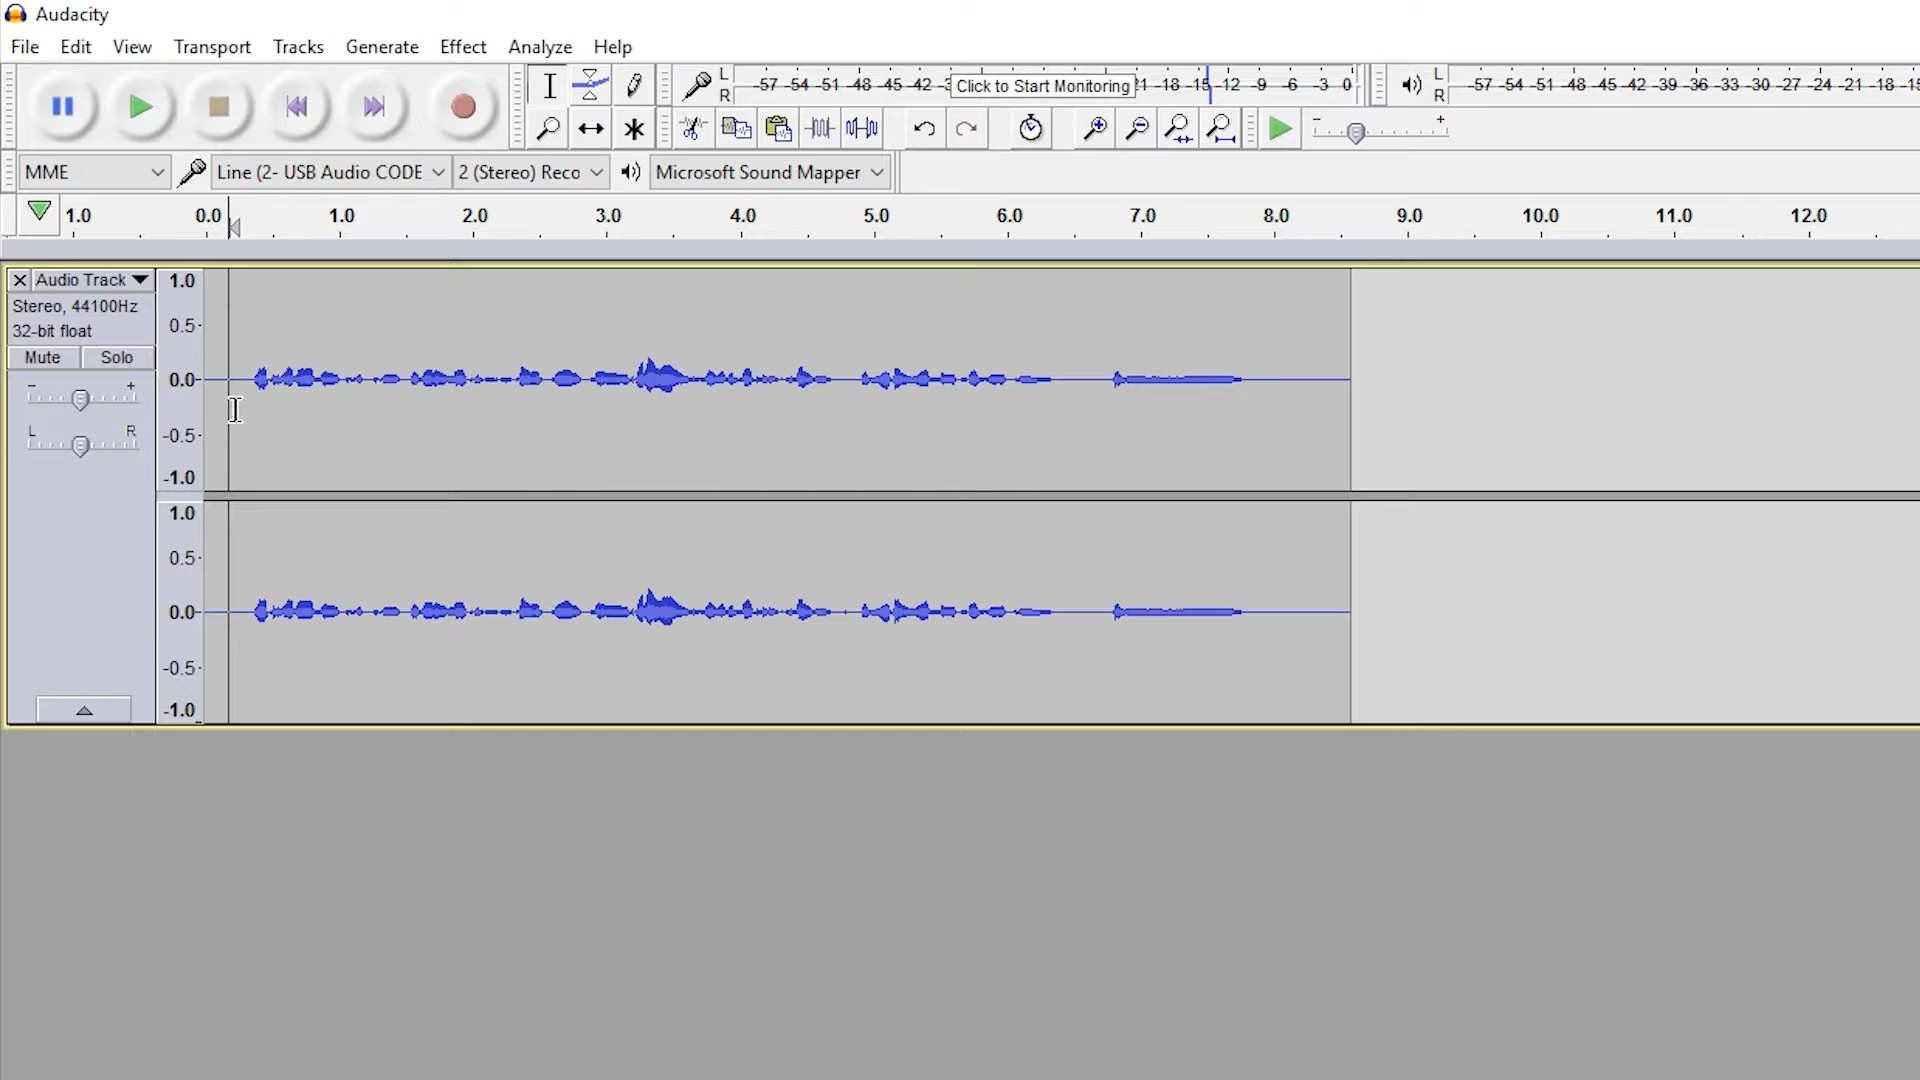 Audacity
File Edit View Transport Tracks Generate Effect Analyze Help
L -57 -54 -51 -48 -45 -42 Click to Start Monitoring -18 -15 -12 -9 -6 -3 0 L -57 -54 -51 -48 -45 -42 -39 -36 -33 -30 -27 -24 -21 -18
R R
- +
MME Line (2- USB Audio CODE 2 (Stereo) Reco Microsoft Sound Mapper
1.0 0.0 1.0 2.0 3.0 4.0 5.0 6.0 7.0 8.0 9.0 10.0 11.0 12.0
X Audio Track 1.0
Stereo, 44100Hz
0.5
32-bit float
Mute Solo
0.0
- +
L R
-0.5
-1.0
1.0
0.5
0.0
-0.5
-1.0